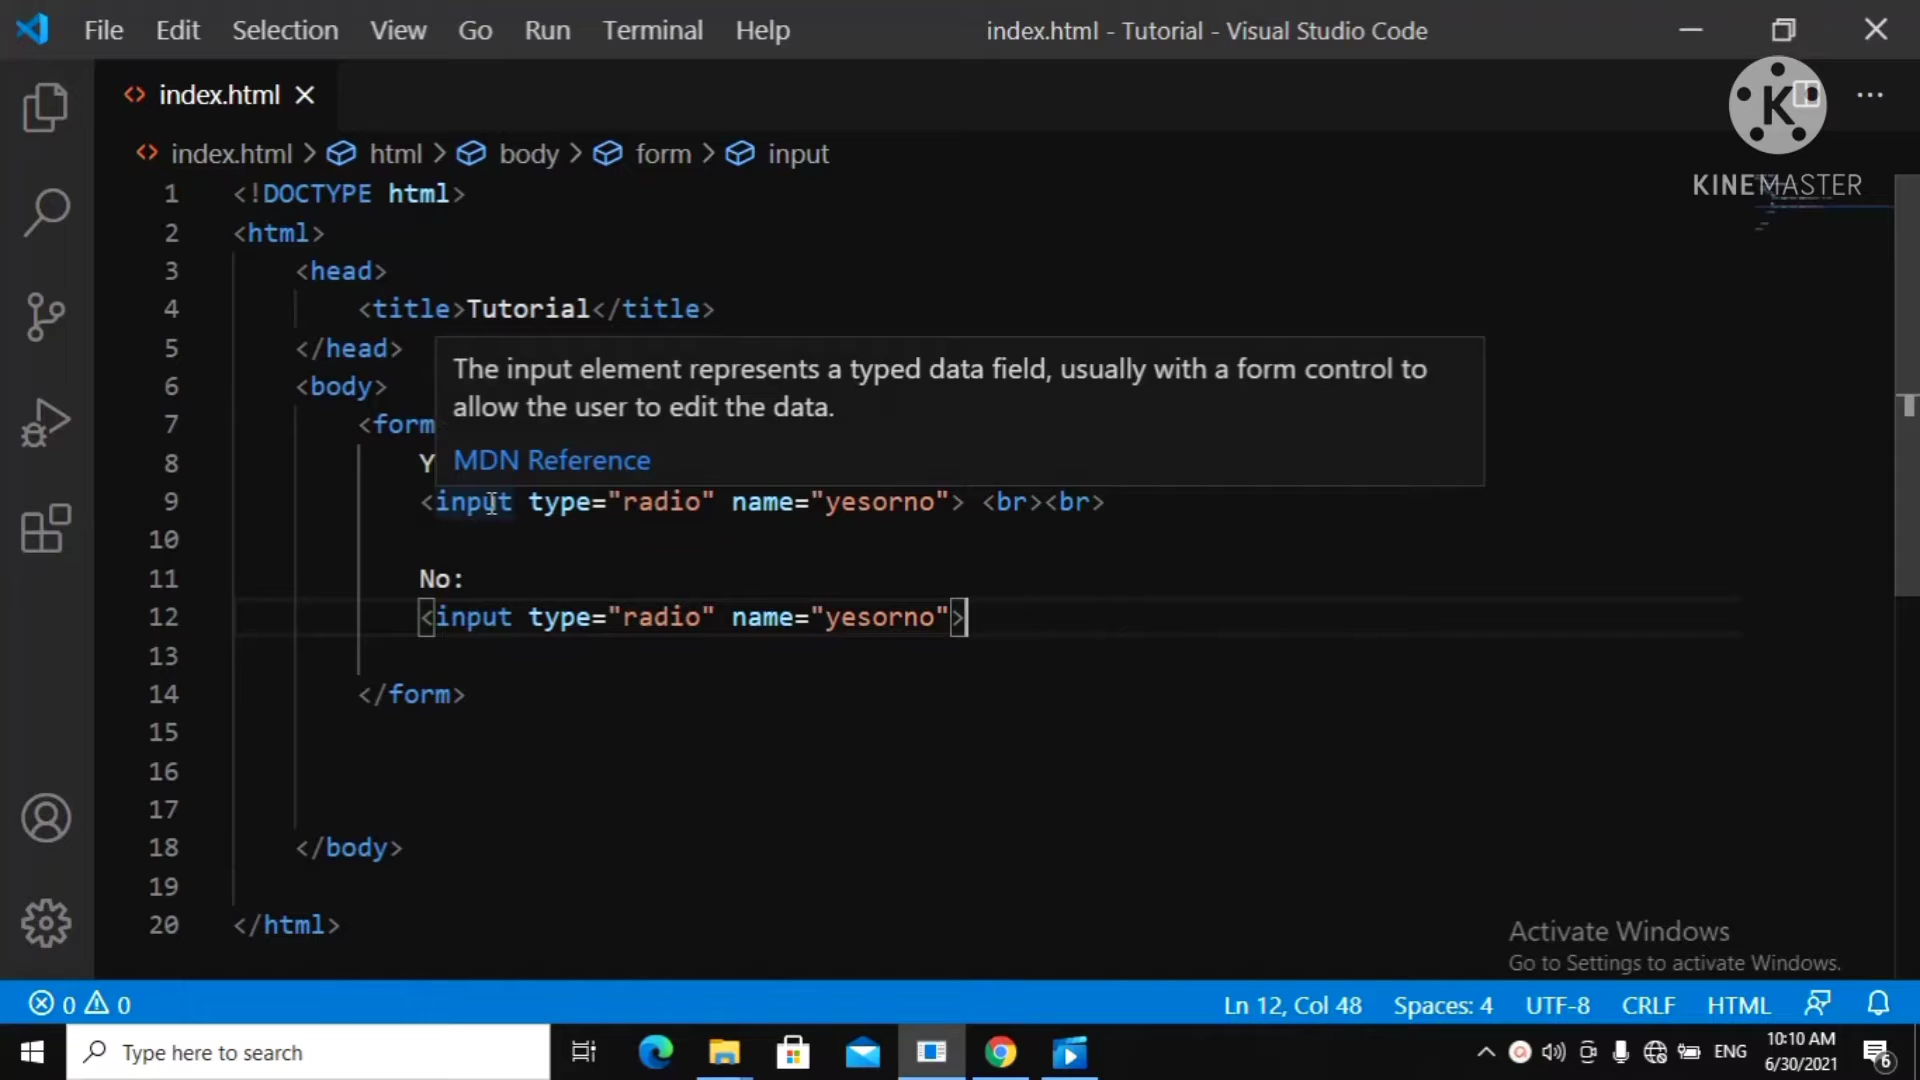 File Edit Selection View Go Run Terminal Help index.html - Tutorial - Visual Studio Code
index.html
K
KINEMASTER
index.html > html > body > form > input
1 <!DOCTYPE html>
2 <html>
3 <head>
4 <title>Tutorial</title>
5 </head>
The input element represents a typed data field, usually with a form control to
allow the user to edit the data.
MDN Reference
6 <body>
7 <form
8 Y
9 <input type="radio" name="yesorno"> <br><br>
10
11 No:
12 <input type="radio" name="yesorno">
13
14 </form>
15
16
17
18 </body>
19
20 </html>
Activate Windows
Go to Settings to activate Windows.
0 0 Ln 12, Col 48 Spaces: 4 UTF-8 CRLF HTML
Type here to search ENG 10:10 AM
6/30/2021 6